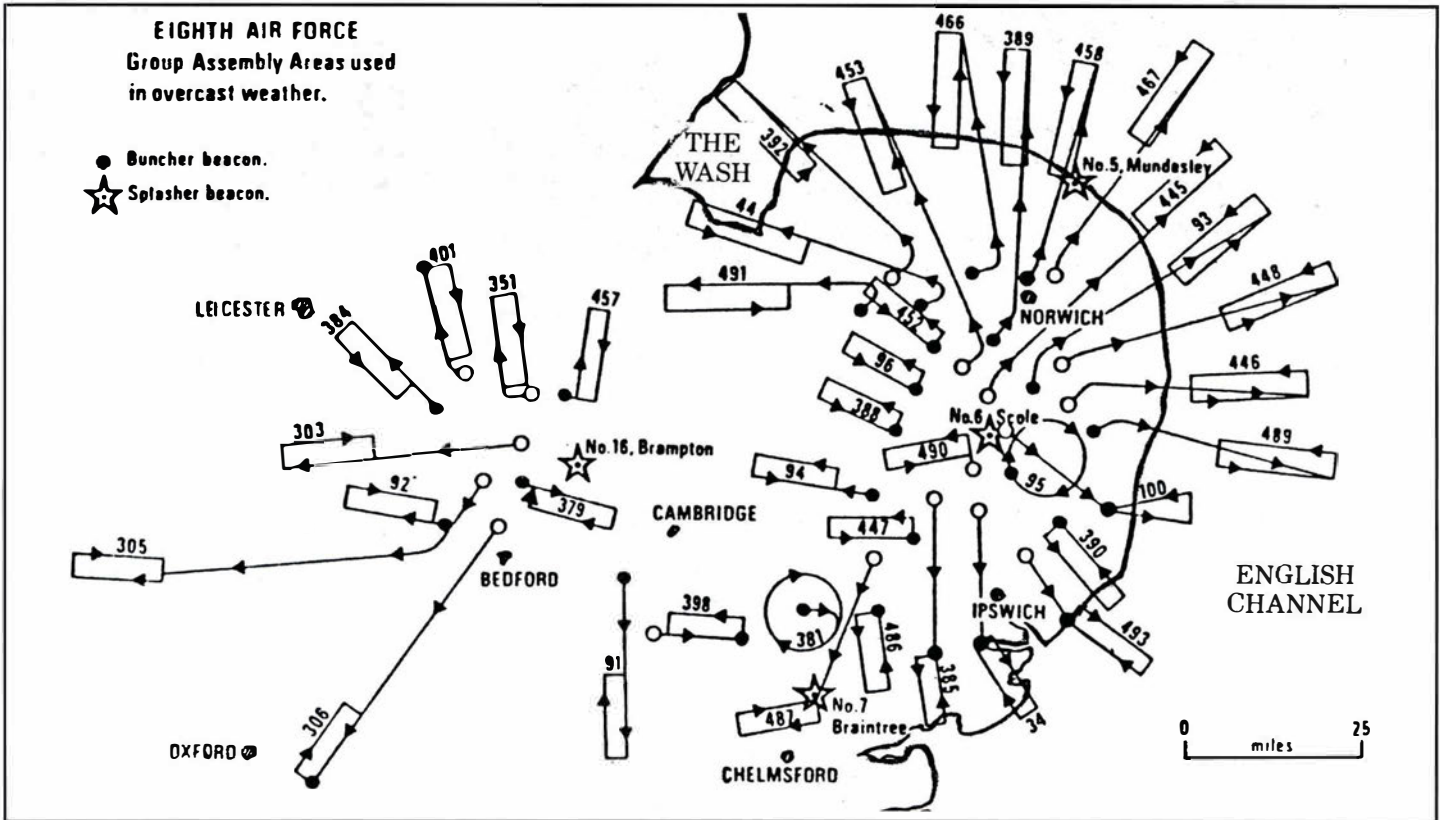 EIGHTH AIR FORCE
Group Assembly Areas used
in overcast weather.
Buncher beacon.
Splasher beacon.
THE
WASH
466
389
458
467
453
392
No.5, Mundesley
445
93
44
448
491
452
NORWICH
401
351
457
LEICESTER
384
96
446
388
No.6 Scole
303
No.16, Brampton
490
489
92
94
95
100
379
CAMBRIDGE
447
390
305
BEDFORD
ENGLISH
CHANNEL
398
381
486
IPSWICH
493
91
385
306
487
No.7
Braintree
34
OXFORD
CHELMSFORD
0
25
miles